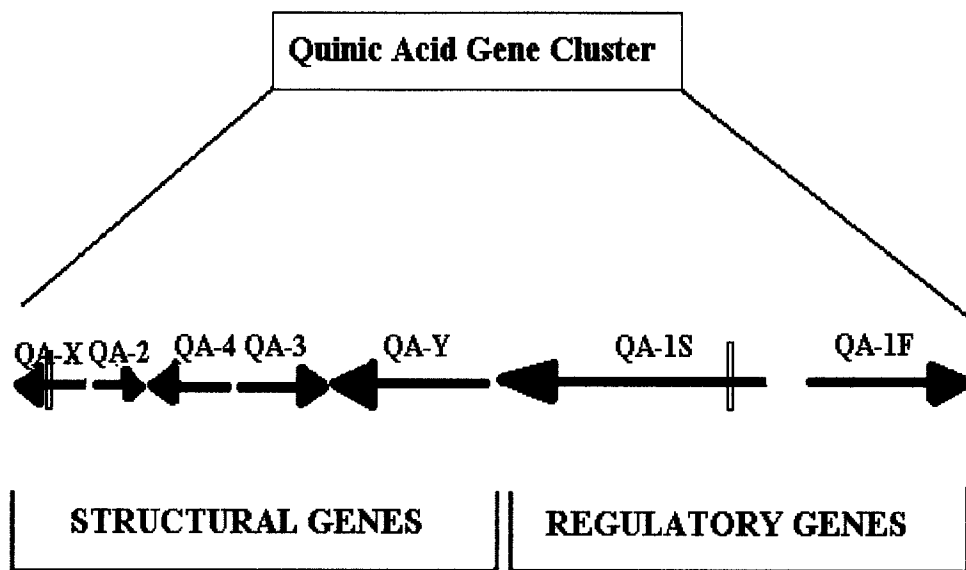 Quinic Acid Gene Cluster
QA-X QA-2 QA-4 QA-3 QA-Y QA-1S QA-1F
STRUCTURAL GENES REGULATORY GENES